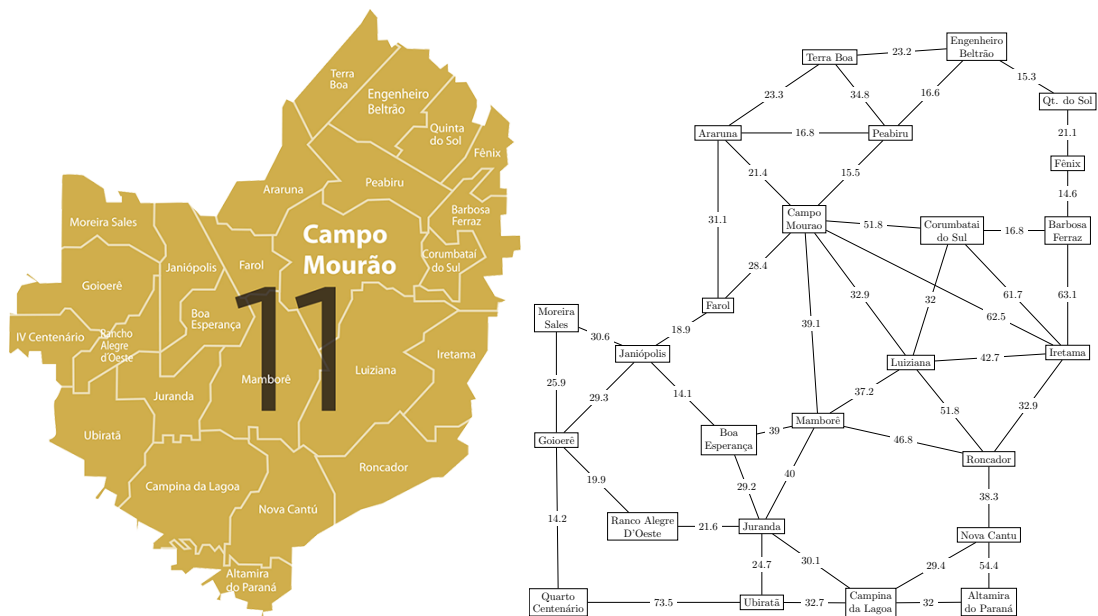 Terra
Boa
Engenheiro
Beltrão
Quinta
do Sol
Fênix
Peabiru
Araruna
Barbosa
Ferraz
Moreira Sales
Campo
Mourão
Corumbataí
do Sul
Janiópolis
Farol
Goioerê
Boa
Esperança
11
IV Centenário
Rancho
Alegre
d'Oeste
Iretama
Luiziana
Mamborê
Juranda
Ubiratã
Roncador
Campina da Lagoa
Nova Cantú
Altamira
do Paraná
Engenheiro
Beltrão
Terra Boa
23.2
15.3
23.3
34.8
16.6
Qt. do Sol
Araruna
16.8
Peabiru
21.1
Fênix
21.4
15.5
14.6
31.1
Campo
Mourao
51.8
Corumbatai
do Sul
16.8
Barbosa
Ferraz
28.4
32.9
32
61.7
63.1
Farol
62.5
Moreira
Sales
39.1
30.6
18.9
Janiópolis
Luiziana
42.7
Iretama
25.9
29.3
14.1
37.2
51.8
32.9
Mamborê
Goioerê
Boa
Esperança
39
46.8
Roncador
19.9
29.2
40
38.3
14.2
Ranco Alegre
D'Oeste
21.6
Juranda
Nova Cantu
24.7
30.1
29.4
54.4
Quarto
Centenário
73.5
Ubiratã
32.7
Campina
da Lagoa
32
Altamira
do Paraná